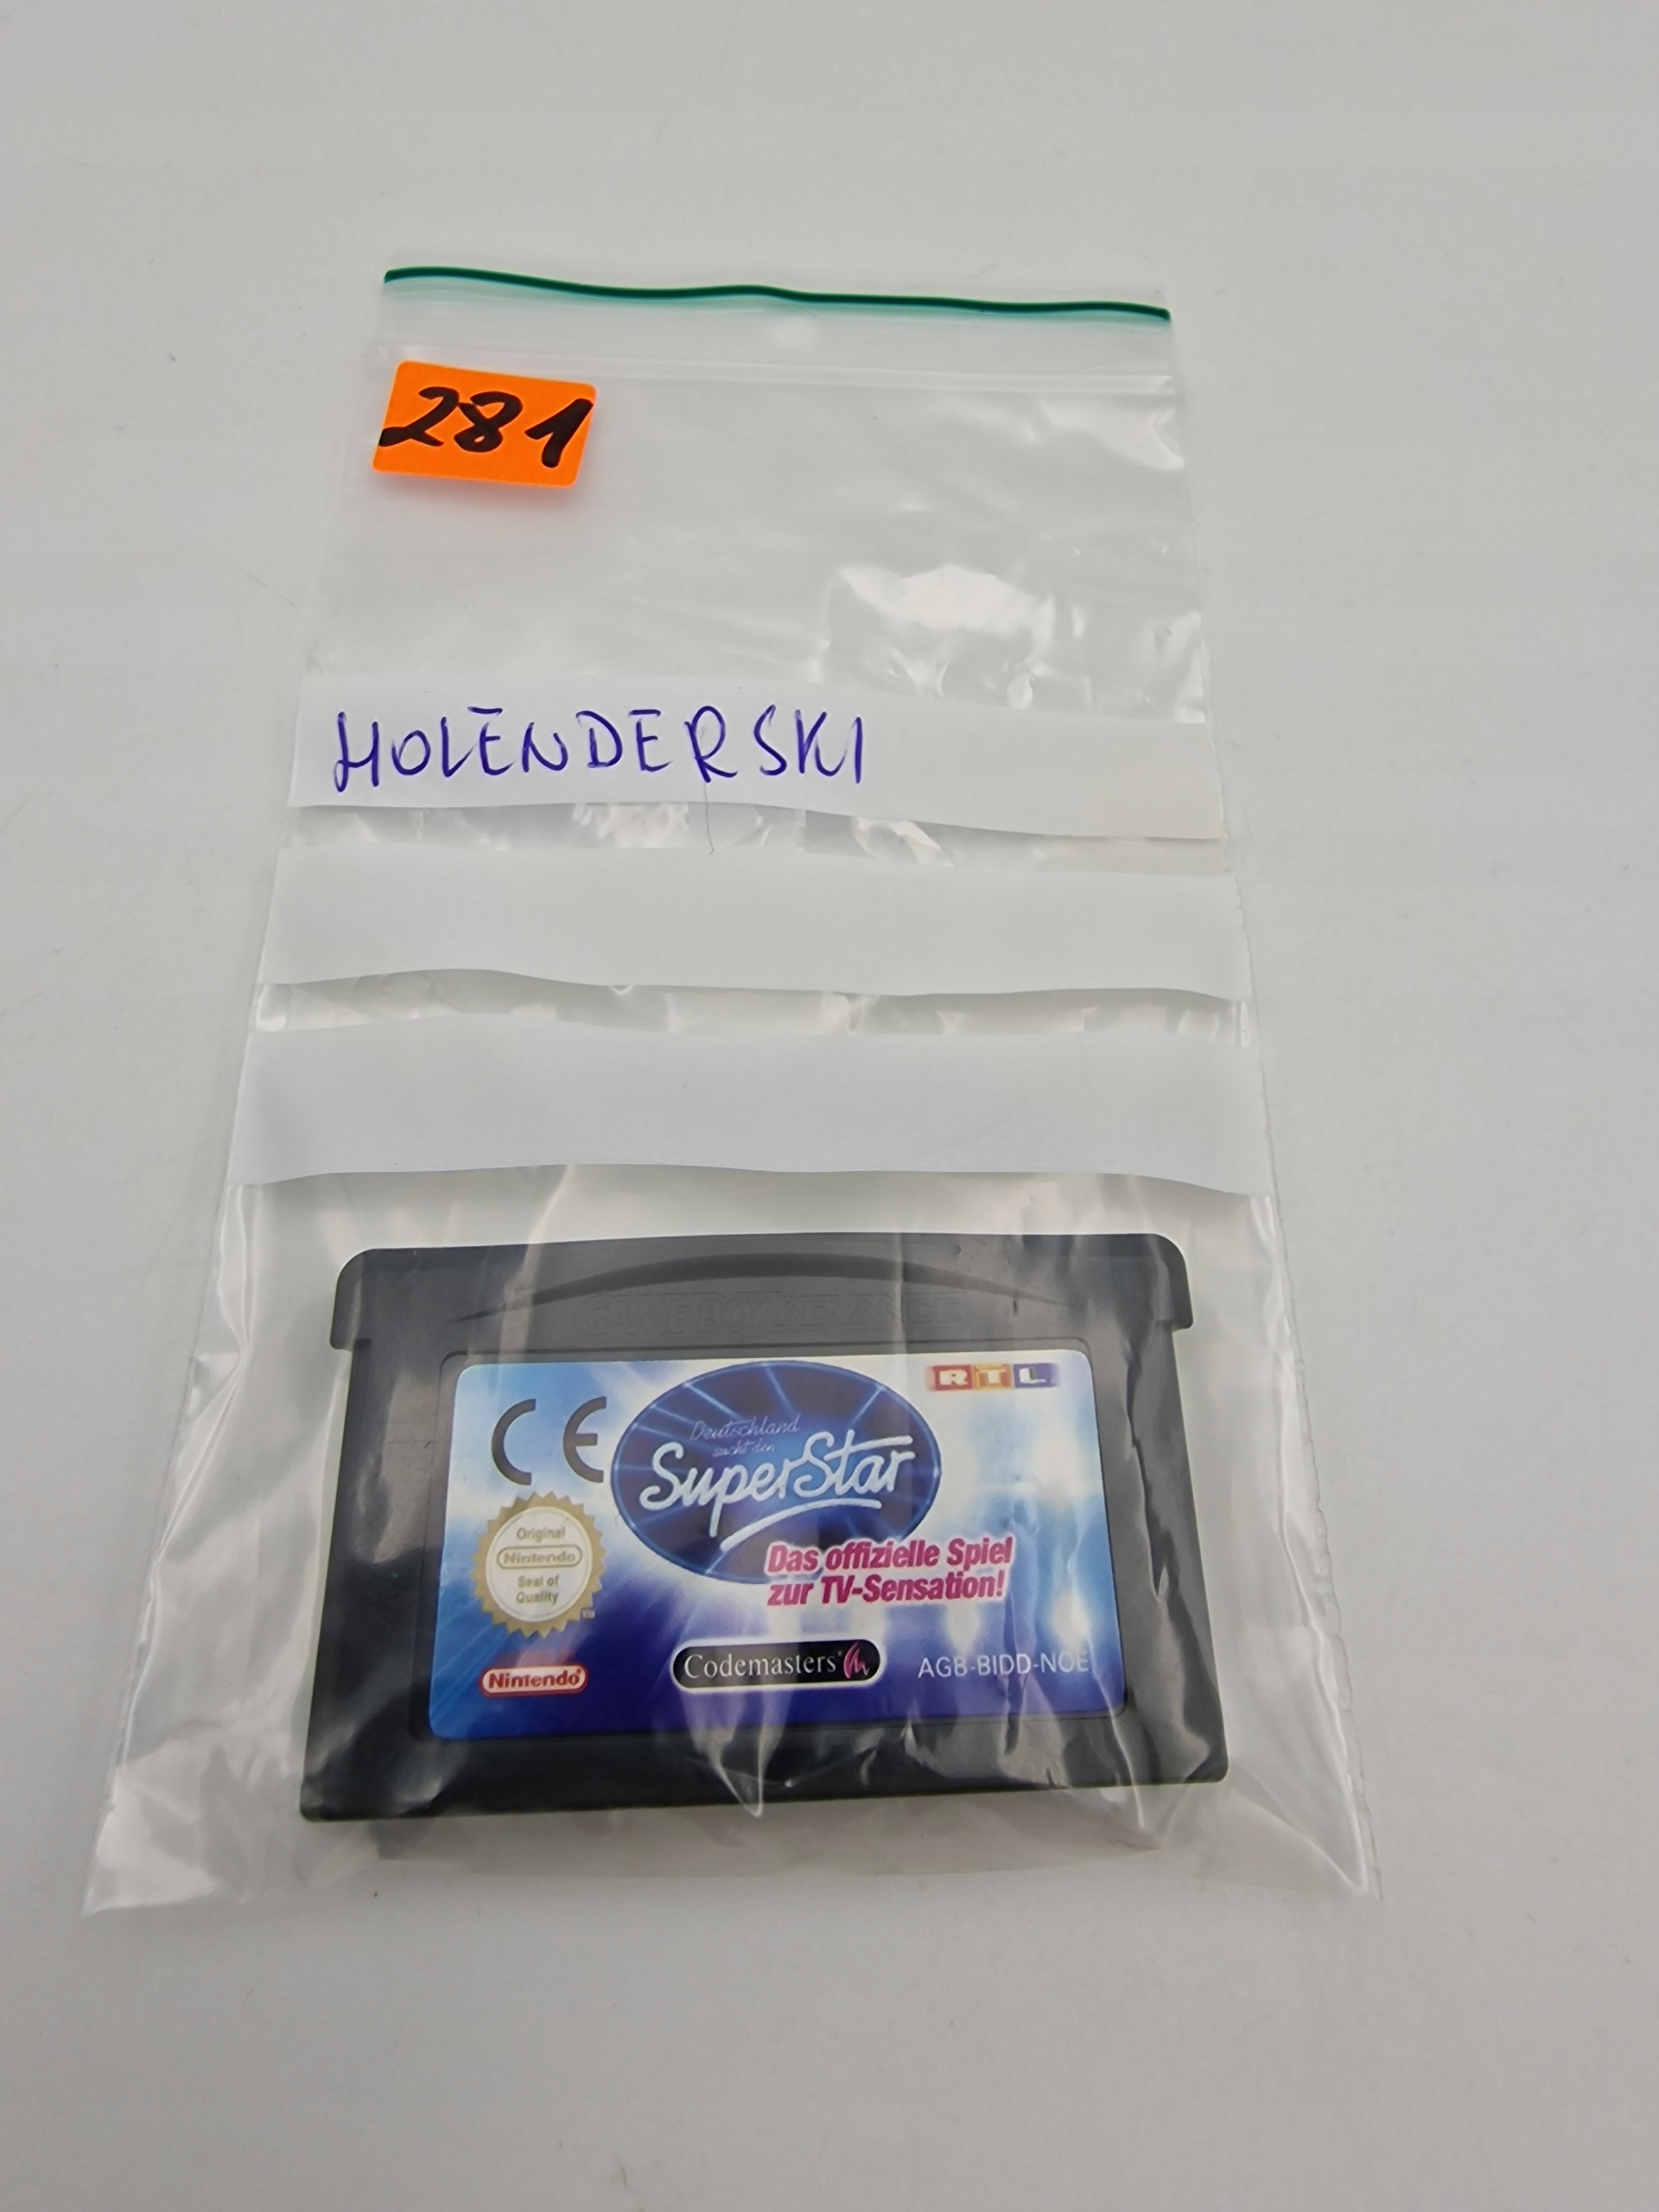 281
HOLENDERSKI
GAME BOY ADVANCE
RTL
CE
Deutschland
sucht den
SuperStar
Original
Nintendo
Seal of
Quality
TM
Das offizielle Spiel
zur TV-Sensation!
Nintendo®
Codemasters®
AGB-BIDD-NOE